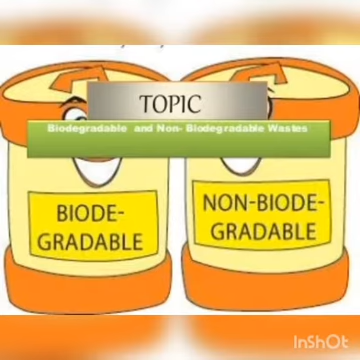 TOPIC
Biodegradable and Non- Biodegradable Wastes
BIODE-
GRADABLE
NON-BIODE-
GRADABLE
InShOt